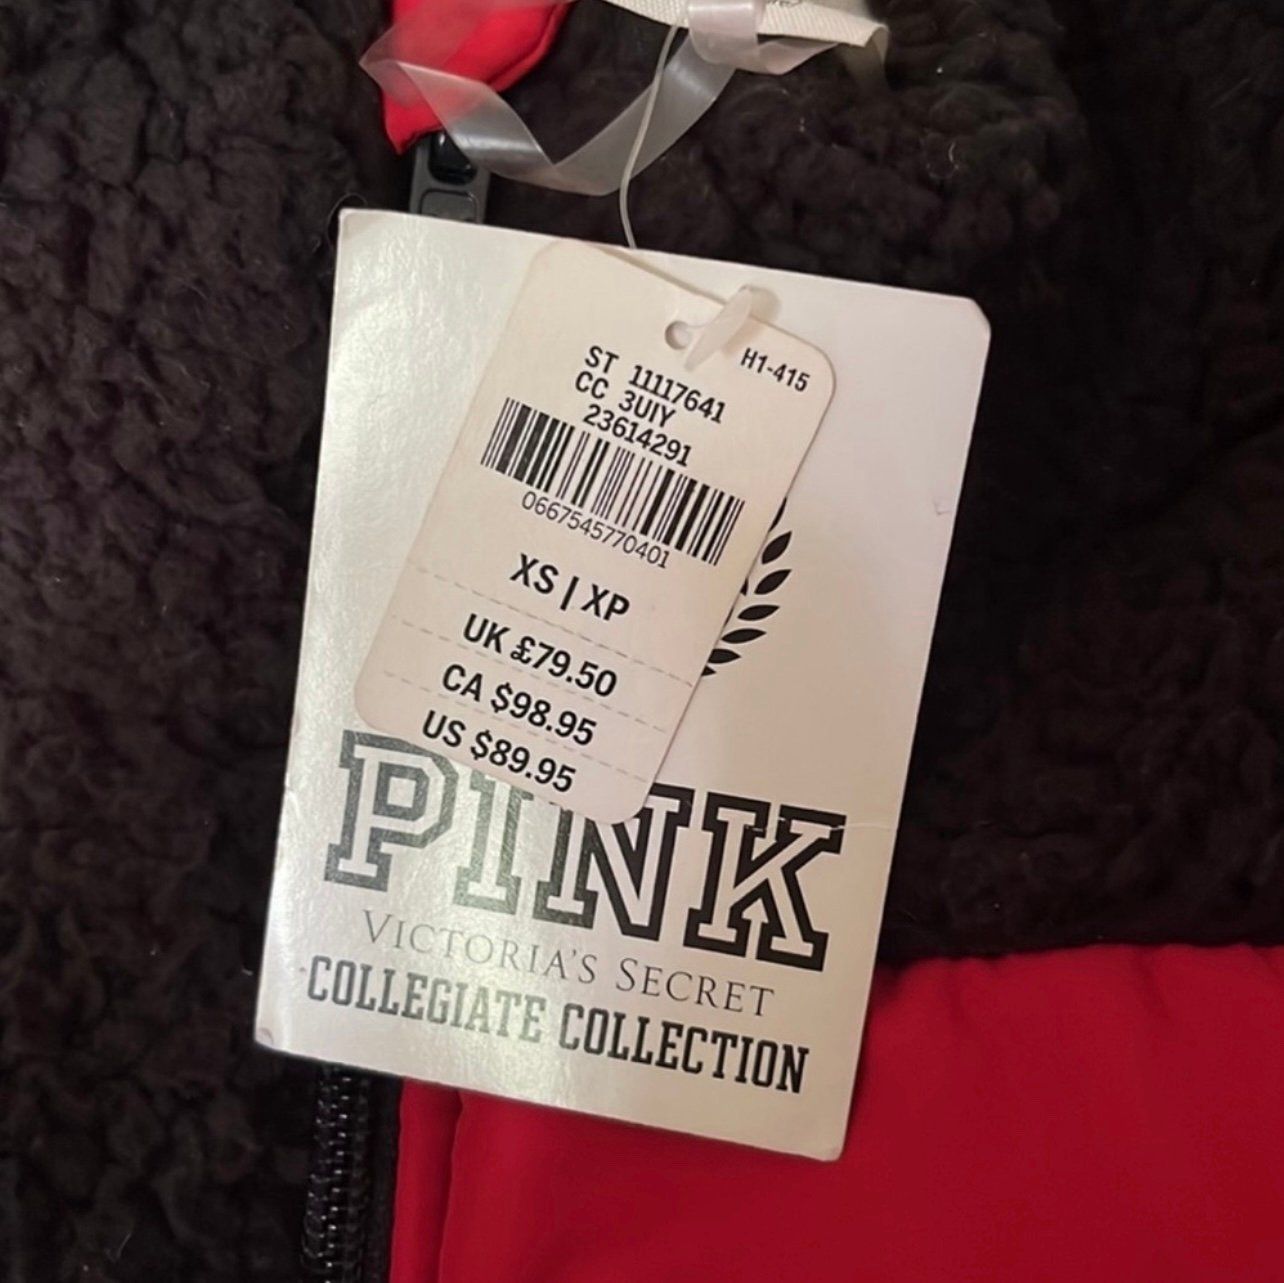 H1-415
ST 11117641
CC 3UIY
23614291
0667545770401
XS | XP
UK £79.50
CA $98.95
US $89.95
PINK
VICTORIA'S SECRET
COLLEGIATE COLLECTION